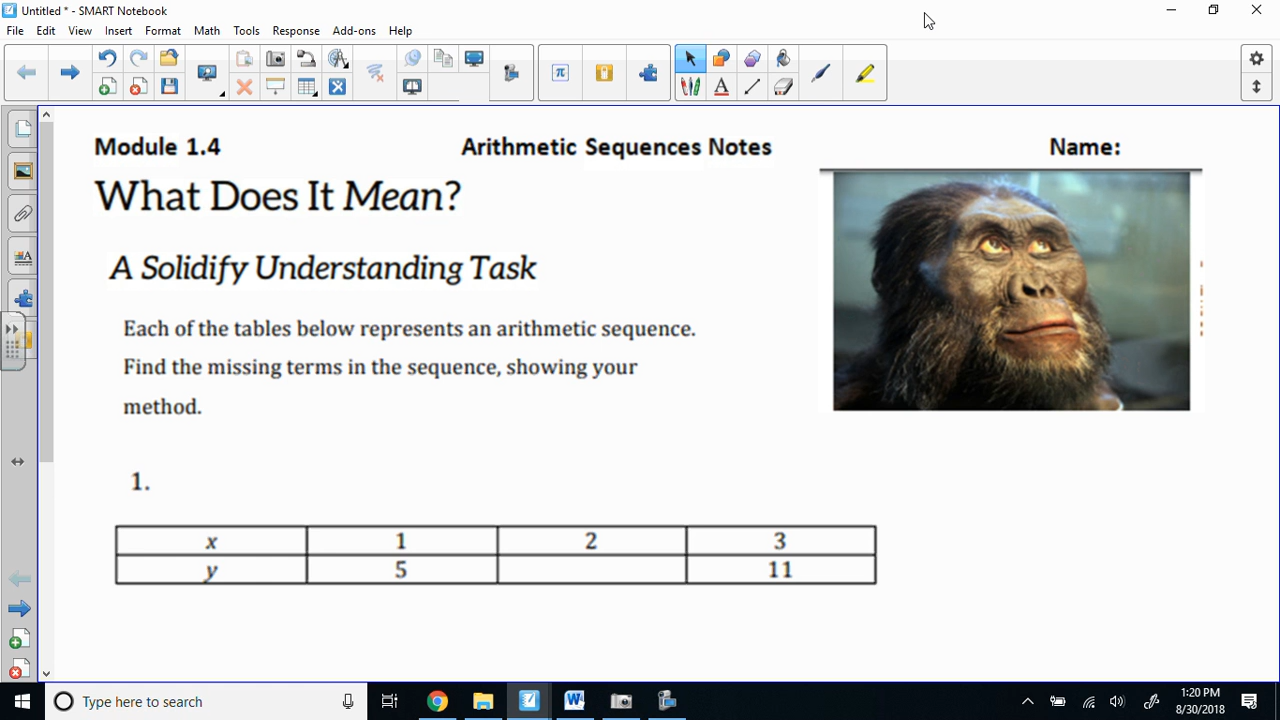 Untitled * - SMART Notebook
File Edit View Insert Format Math Tools Response Add-ons Help
Module 1.4 Arithmetic Sequences Notes Name:
What Does It Mean?
A Solidify Understanding Task
Each of the tables below represents an arithmetic sequence.
Find the missing terms in the sequence, showing your
method.
1.
x 1 2 3
y 5 11
Type here to search
1:20 PM
8/30/2018